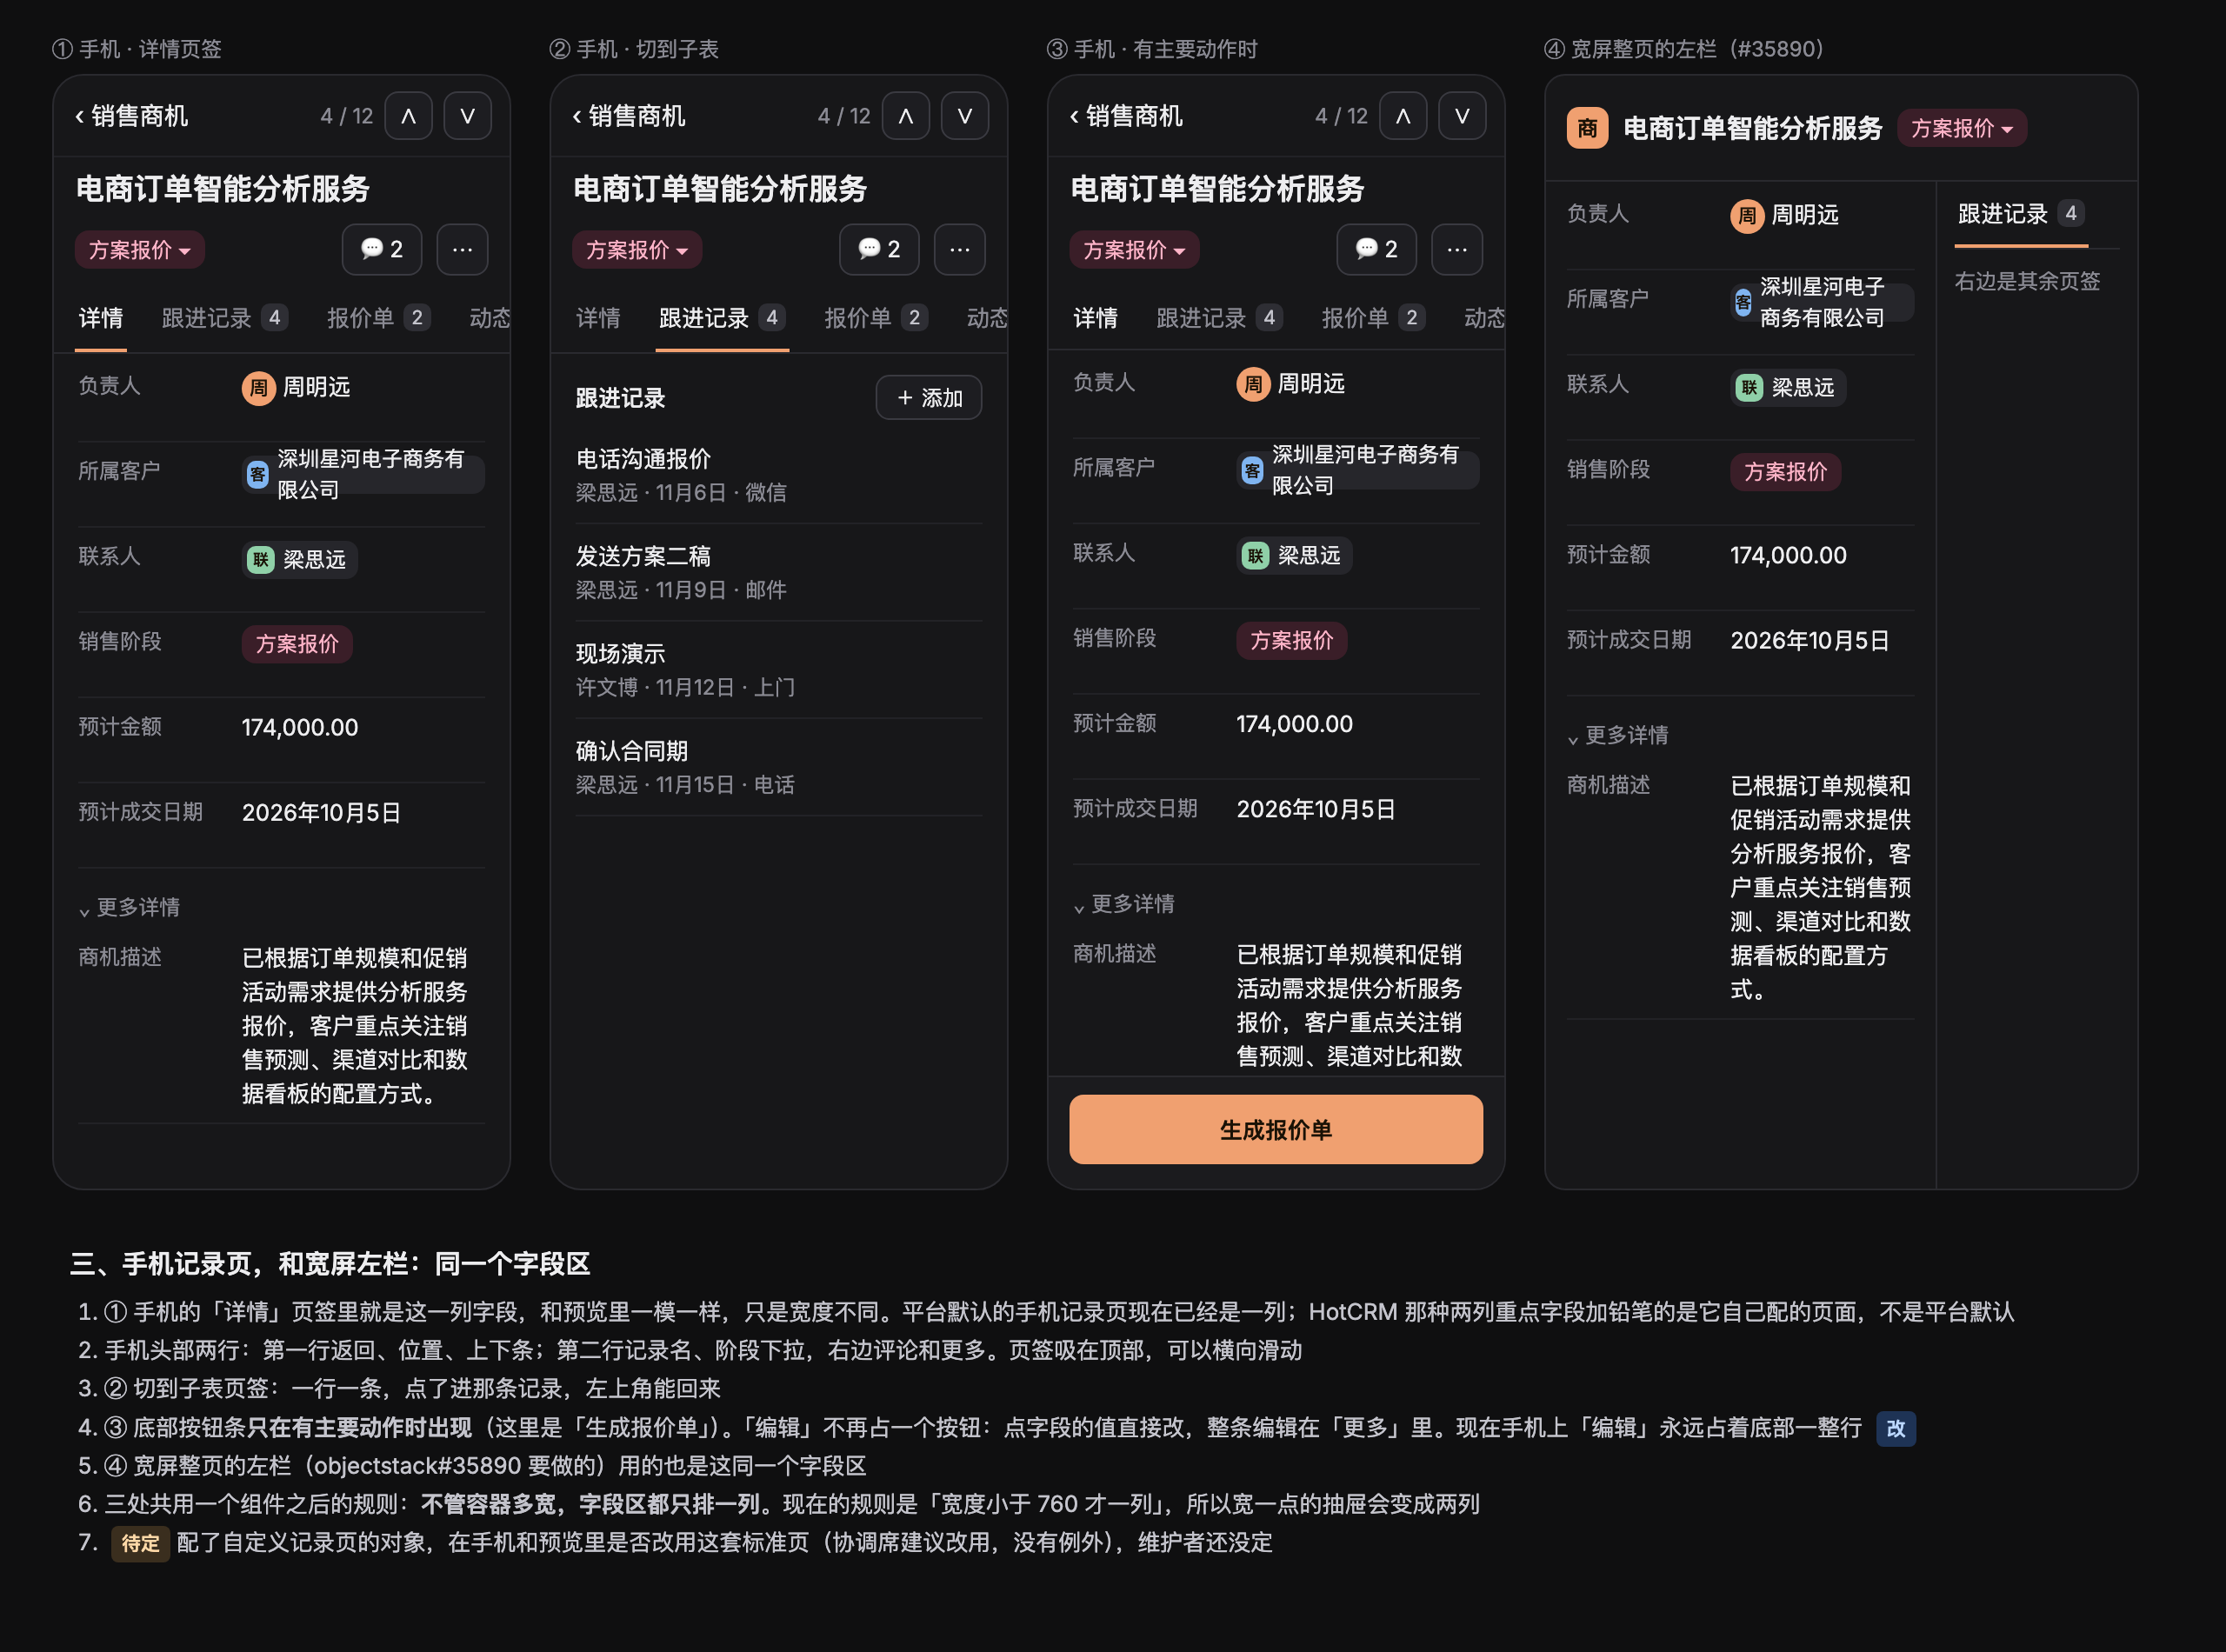 ① 手机 · 详情页签
‹ 销售商机
4 / 12
电商订单智能分析服务
方案报价
2
···
详情
跟进记录 4
报价单 2
动态
负责人
周 周明远
所属客户
客 深圳星河电子商务有
限公司
联系人
联 梁思远
销售阶段
方案报价
预计金额
174,000.00
预计成交日期
2026年10月5日
更多详情
商机描述
已根据订单规模和促销
活动需求提供分析服务
报价，客户重点关注销
售预测、渠道对比和数
据看板的配置方式。
② 手机 · 切到子表
‹ 销售商机
4 / 12
电商订单智能分析服务
方案报价
2
···
详情
跟进记录 4
报价单 2
动态
跟进记录
+ 添加
电话沟通报价
梁思远 · 11月6日 · 微信
发送方案二稿
梁思远 · 11月9日 · 邮件
现场演示
许文博 · 11月12日 · 上门
确认合同期
梁思远 · 11月15日 · 电话
③ 手机 · 有主要动作时
‹ 销售商机
4 / 12
电商订单智能分析服务
方案报价
2
···
详情
跟进记录 4
报价单 2
动态
负责人
周 周明远
所属客户
客 深圳星河电子商务有
限公司
联系人
联 梁思远
销售阶段
方案报价
预计金额
174,000.00
预计成交日期
2026年10月5日
更多详情
商机描述
已根据订单规模和促销
活动需求提供分析服务
报价，客户重点关注销
售预测、渠道对比和数
生成报价单
④ 宽屏整页的左栏（#35890）
商 电商订单智能分析服务 方案报价
负责人
周 周明远
所属客户
客 深圳星河电子
商务有限公司
联系人
联 梁思远
销售阶段
方案报价
预计金额
174,000.00
预计成交日期
2026年10月5日
更多详情
商机描述
已根据订单规模和
促销活动需求提供
分析服务报价，客
户重点关注销售预
测、渠道对比和数
据看板的配置方
式。
跟进记录 4
右边是其余页签
三、手机记录页，和宽屏左栏：同一个字段区
1. ① 手机的「详情」页签里就是这一列字段，和预览里一模一样，只是宽度不同。平台默认的手机记录页现在已经是一列；HotCRM 那种两列重点字段加铅笔的是它自己配的页面，不是平台默认
2. 手机头部两行：第一行返回、位置、上下条；第二行记录名、阶段下拉，右边评论和更多。页签吸在顶部，可以横向滑动
3. ② 切到子表页签：一行一条，点了进那条记录，左上角能回来
4. ③ 底部按钮条只在有主要动作时出现（这里是「生成报价单」）。「编辑」不再占一个按钮：点字段的值直接改，整条编辑在「更多」里。现在手机上「编辑」永远占着底部一整行 改
5. ④ 宽屏整页的左栏（objectstack#35890 要做的）用的也是这同一个字段区
6. 三处共用一个组件之后的规则：不管容器多宽，字段区都只排一列。现在的规则是「宽度小于 760 才一列」，所以宽一点的抽屉会变成两列
7. 待定 配了自定义记录页的对象，在手机和预览里是否改用这套标准页（协调席建议改用，没有例外），维护者还没定